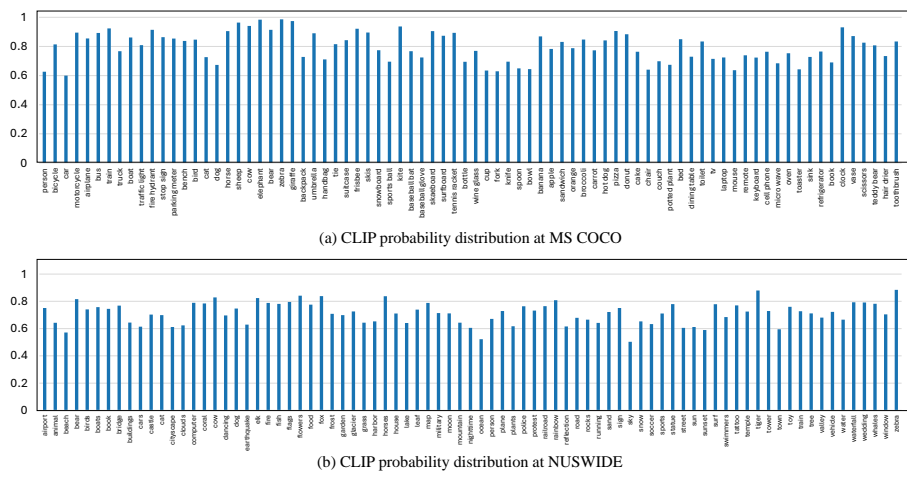 1
0.8
0.6
0.4
0.2
0
person
bicycle
car
motorcycle
airplane
bus
train
truck
boat
traffic light
fire hydrant
stop sign
parking meter
bench
bird
cat
dog
horse
sheep
cow
elephant
bear
zebra
giraffe
backpack
umbrella
handbag
tie
suitcase
frisbee
skis
snowboard
sports ball
kite
baseball bat
baseball glove
skateboard
surfboard
tennis racket
bottle
wine glass
cup
fork
knife
spoon
bowl
banana
apple
sandwich
orange
broccoli
carrot
hot dog
pizza
donut
cake
chair
couch
potted plant
bed
dining table
toilet
tv
laptop
mouse
remote
keyboard
cell phone
microwave
oven
toaster
sink
refrigerator
book
clock
vase
scissors
teddy bear
hair drier
toothbrush
(a) CLIP probability distribution at MS COCO
1
0.8
0.6
0.4
0.2
0
airport
animal
beach
bear
birds
boats
book
bridge
buildings
cars
castle
cat
cityscape
clouds
computer
coral
cow
dancing
dog
earthquake
elk
fire
fish
flags
flowers
food
fox
frost
garden
glacier
grass
harbor
horses
house
lake
leaf
map
military
moon
mountain
nighttime
ocean
person
plane
plants
police
protest
railroad
rainbow
reflection
road
rocks
running
sand
sign
sky
snow
soccer
sports
statue
street
sun
sunset
surf
swimmers
tattoo
temple
tiger
tower
town
toy
train
tree
valley
vehicle
water
waterfall
wedding
whales
window
zebra
(b) CLIP probability distribution at NUSWIDE